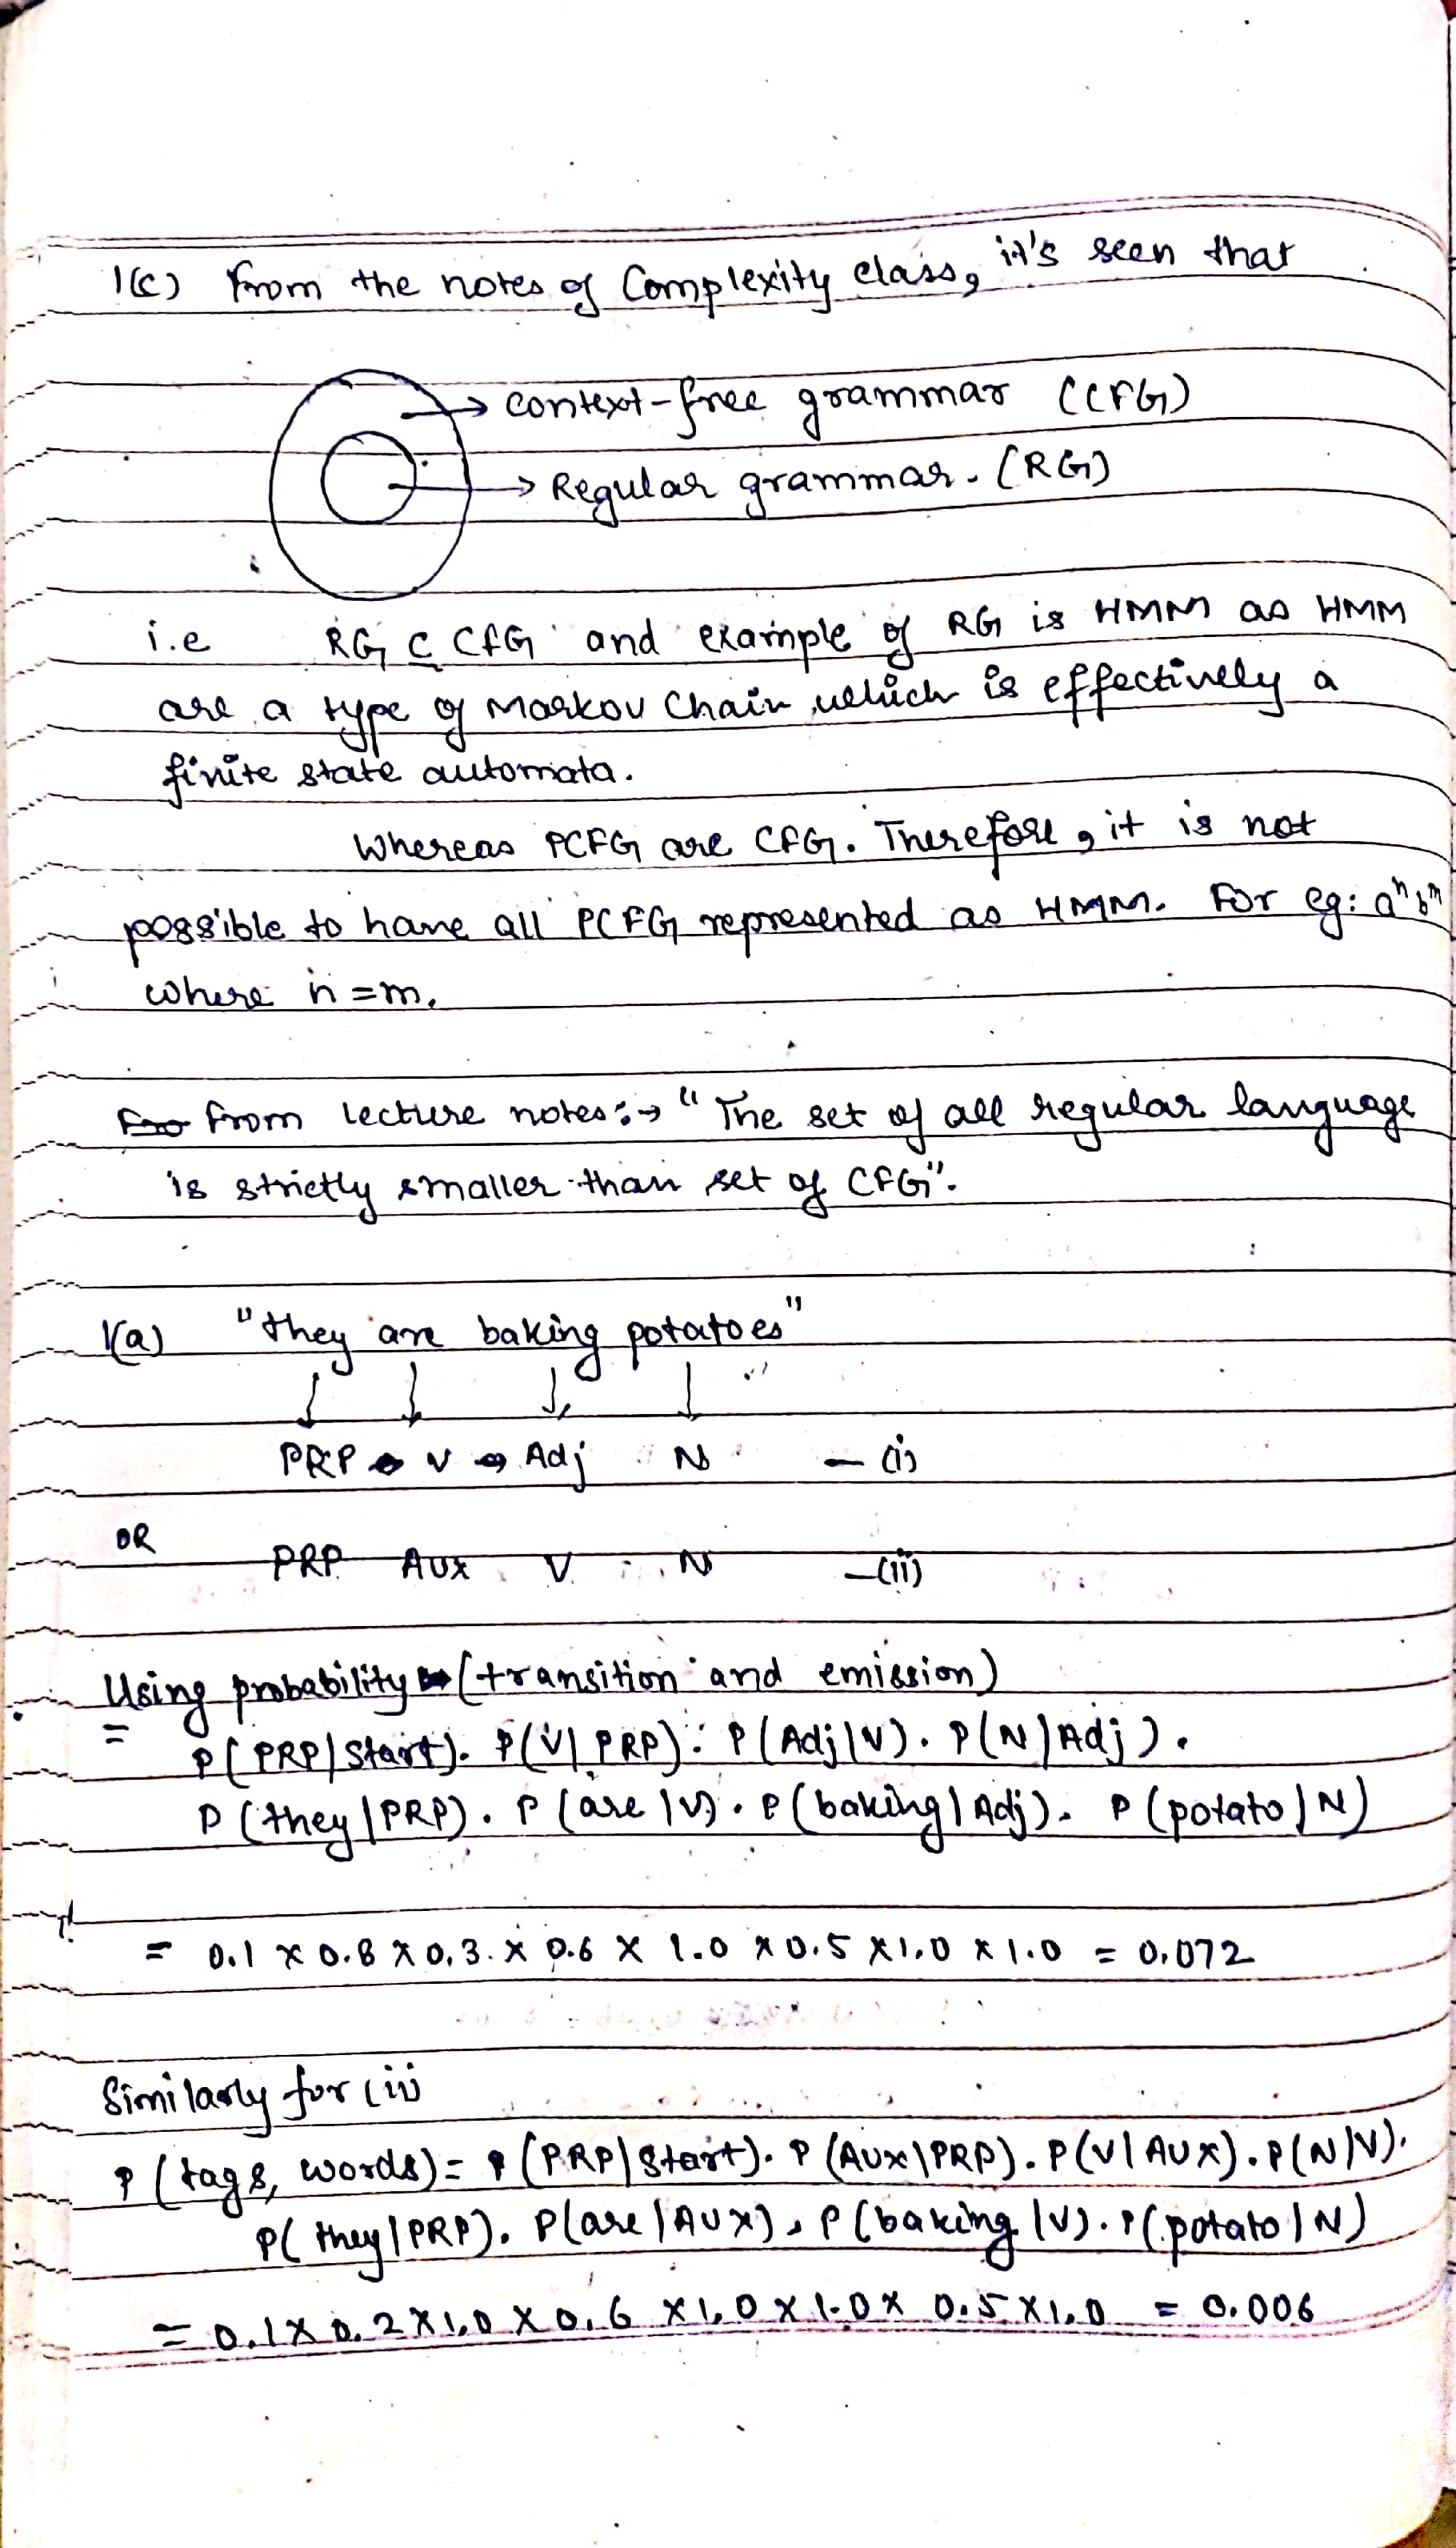 1(c) From the notes of Complexity class, it's seen that
→ context-free grammar (CFG)
→ Regular grammar. (RG)
i.e RG ⊆ CFG and example of RG is HMM as HMM
are a type of Markov Chain which is effectively a
finite state automata.
Whereas PCFG are CFG. Therefore, it is not
possible to have all PCFG represented as HMM. For eg: aⁿbᵐ
where n=m.
From lecture notes:→ "The set of all regular language
is strictly smaller than set of CFG".
1(a) "they are baking potatoes"
↓ ↓ ↓ ↓
PRP V Adj N — (i)
OR PRP AUX V N — (ii)
Using probability (transition and emission)
= P(PRP|Start). P(V|PRP). P(Adj|V). P(N|Adj).
P(they|PRP). P(are|V). P(baking|Adj). P(potato|N)
= 0.1 x 0.8 x 0.3. x 0.6 x 1.0 x 0.5 x 1.0 x 1.0 = 0.072
Similarly for (ii)
P(tags, words) = P(PRP|Start). P(AUX|PRP). P(V|AUX). P(N|V).
P(they|PRP). P(are|AUX), P(baking|V). P(potato|N)
= 0.1 x 0.2 x 1.0 x 0.6 x 1.0 x 1.0 x 0.5 x 1.0 = 0.006